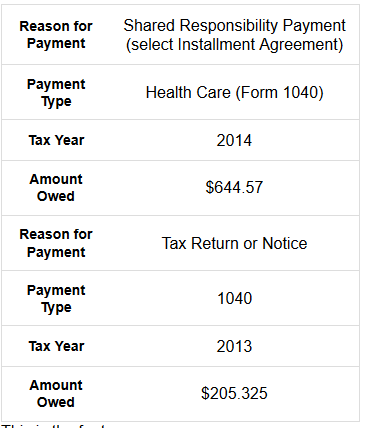 Reason for Payment Shared Responsibility Payment (select Installment Agreement)
Payment Type Health Care (Form 1040)
Tax Year 2014
Amount Owed $644.57
Reason for Payment Tax Return or Notice
Payment Type 1040
Tax Year 2013
Amount Owed $205.325